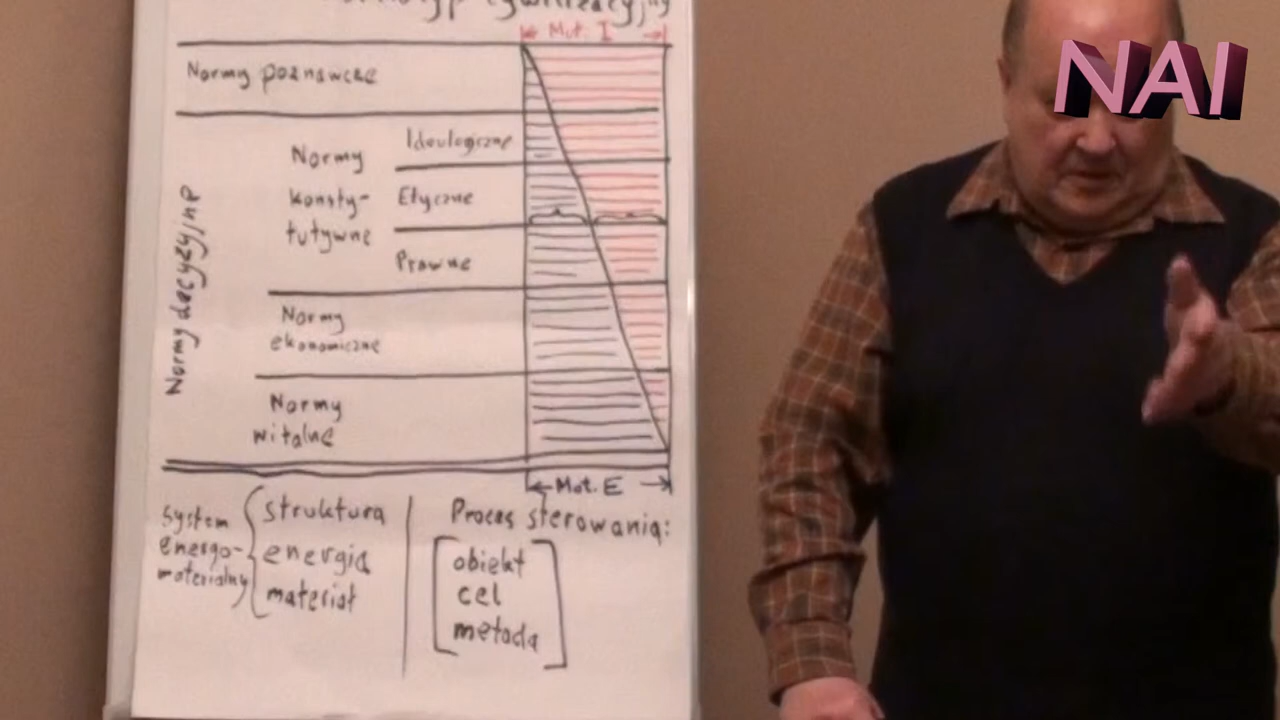 Mot. I
Normy poznawcze
Normy decyzyjne
Normy
konsty-
tutywne
Ideologiczne
Etyczne
Prawne
Normy
ekonomiczne
Normy
witalne
Mot. E
System
energo-
materialny
struktura
energia
materiał
Proces sterowania:
obiekt
cel
metoda
NAI